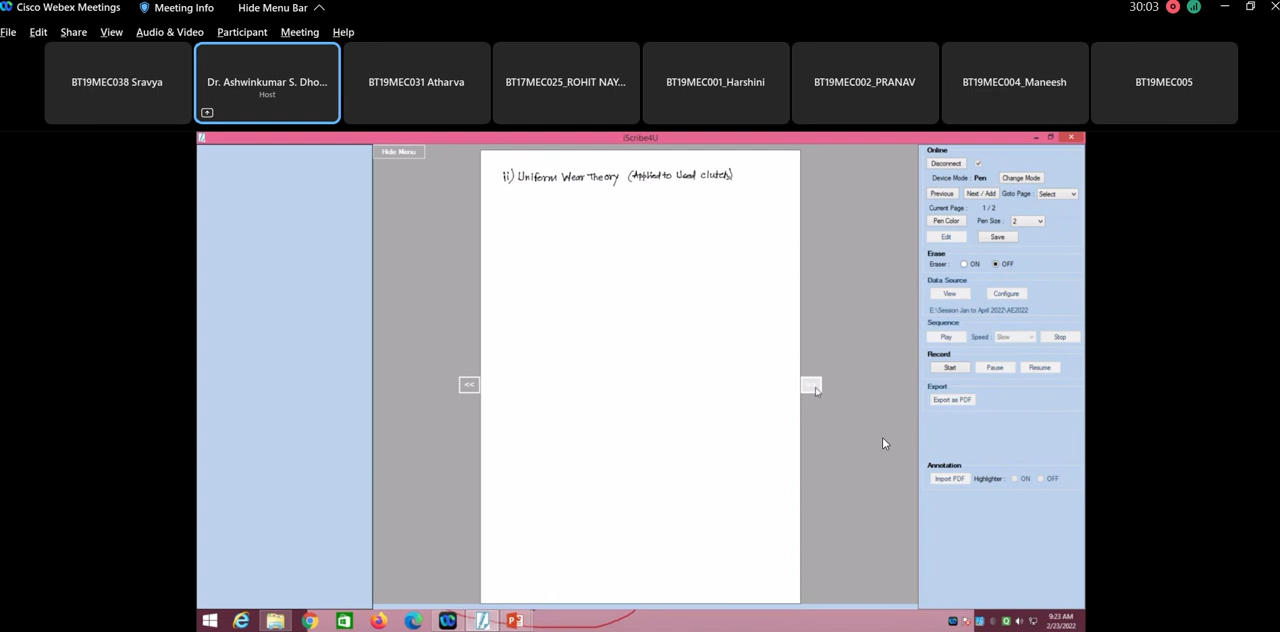 Cisco Webex Meetings Meeting Info Hide Menu Bar 30:03
File Edit Share View Audio & Video Participant Meeting Help
BT19MEC038 Sravya
Dr. Ashwinkumar S. Dho...
Host
BT19MEC031 Atharva
BT17MEC025_ROHIT NAY...
BT19MEC001_Harshini
BT19MEC002_PRANAV
BT19MEC004_Maneesh
BT19MEC005
iScribe4U
Hide Menu
ii) Uniform Wear Theory (Applied to Used clutch)
<<
Online
Disconnect
Device Mode : Pen Change Mode
Previous Next / Add Goto Page : Select
Current Page : 1 / 2
Pen Color Pen Size : 2
Edit Save
Erase
Eraser : ON OFF
Data Source
View Configure
E:\Session Jan to April 2022\AE2022
Sequence
Play Speed : Slow Stop
Record
Start Pause Resume
Export
Export as PDF
Annotation
Import PDF Highlighter : ON OFF
9:23 AM
2/23/2022